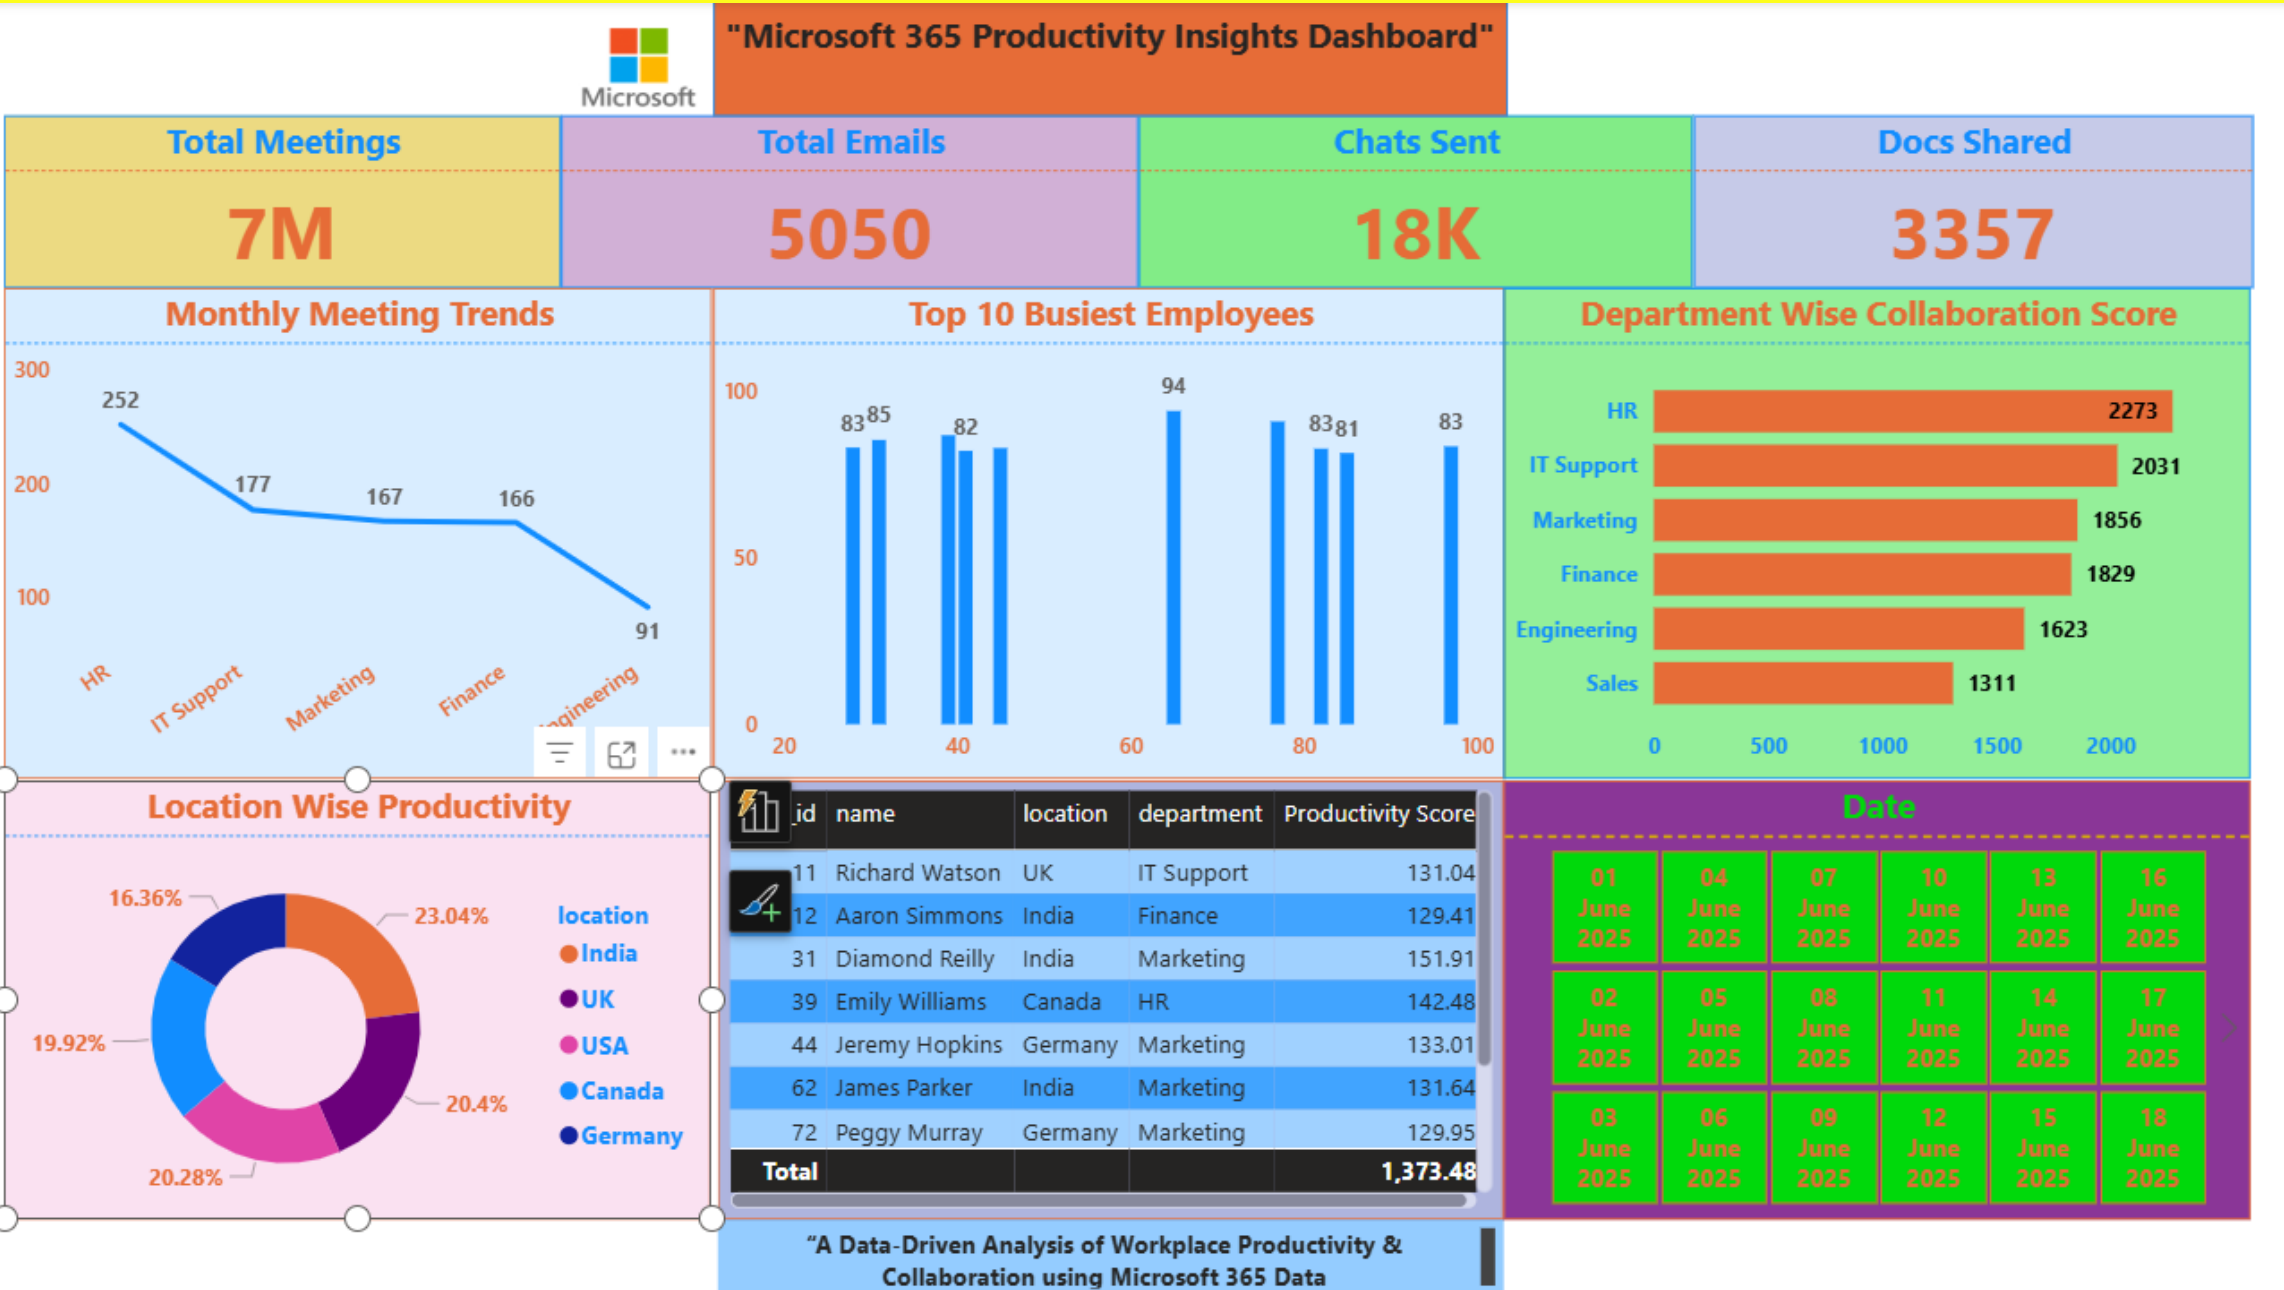 "Microsoft 365 Productivity Insights Dashboard"
Microsoft
Total Meetings
7M
Total Emails
5050
Chats Sent
18K
Docs Shared
3357
Monthly Meeting Trends
300
200
100
252
177
167
166
91
HR
IT Support
Marketing
Finance
ngineering
Top 10 Busiest Employees
100
50
0
83
85
82
94
83
81
83
20
40
60
80
100
Department Wise Collaboration Score
HR 2273
IT Support 2031
Marketing 1856
Finance 1829
Engineering 1623
Sales 1311
0
500
1000
1500
2000
Location Wise Productivity
16.36%
23.04%
19.92%
20.4%
20.28%
location
India
UK
USA
Canada
Germany
_id name location department Productivity Score
11 Richard Watson UK IT Support 131.04
12 Aaron Simmons India Finance 129.41
31 Diamond Reilly India Marketing 151.91
39 Emily Williams Canada HR 142.48
44 Jeremy Hopkins Germany Marketing 133.01
62 James Parker India Marketing 131.64
72 Peggy Murray Germany Marketing 129.95
Total 1,373.48
Date
01 04 07 10 13 16
June June June June June June
2025 2025 2025 2025 2025 2025
02 05 08 11 14 17
June June June June June June
2025 2025 2025 2025 2025 2025
03 06 09 12 15 18
June June June June June June
2025 2025 2025 2025 2025 2025
“A Data-Driven Analysis of Workplace Productivity &
Collaboration using Microsoft 365 Data